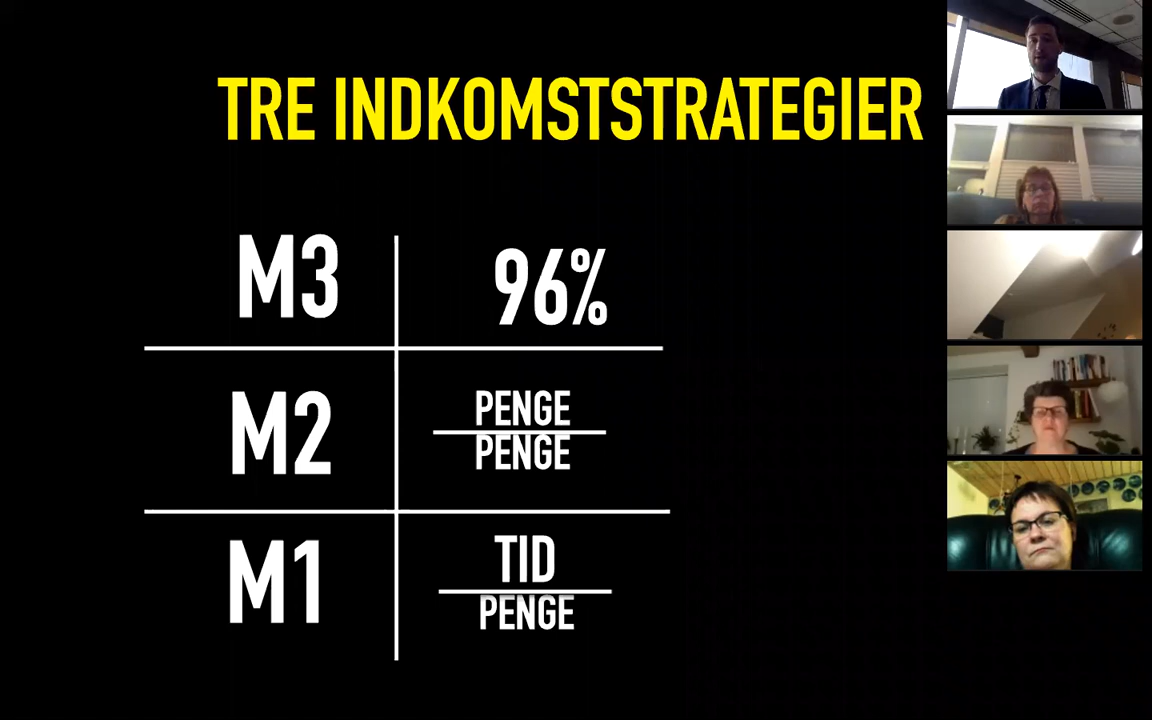 TRE INDKOMSTSTRATEGIER
M3
96%
M2
PENGE
PENGE
M1
TID
PENGE